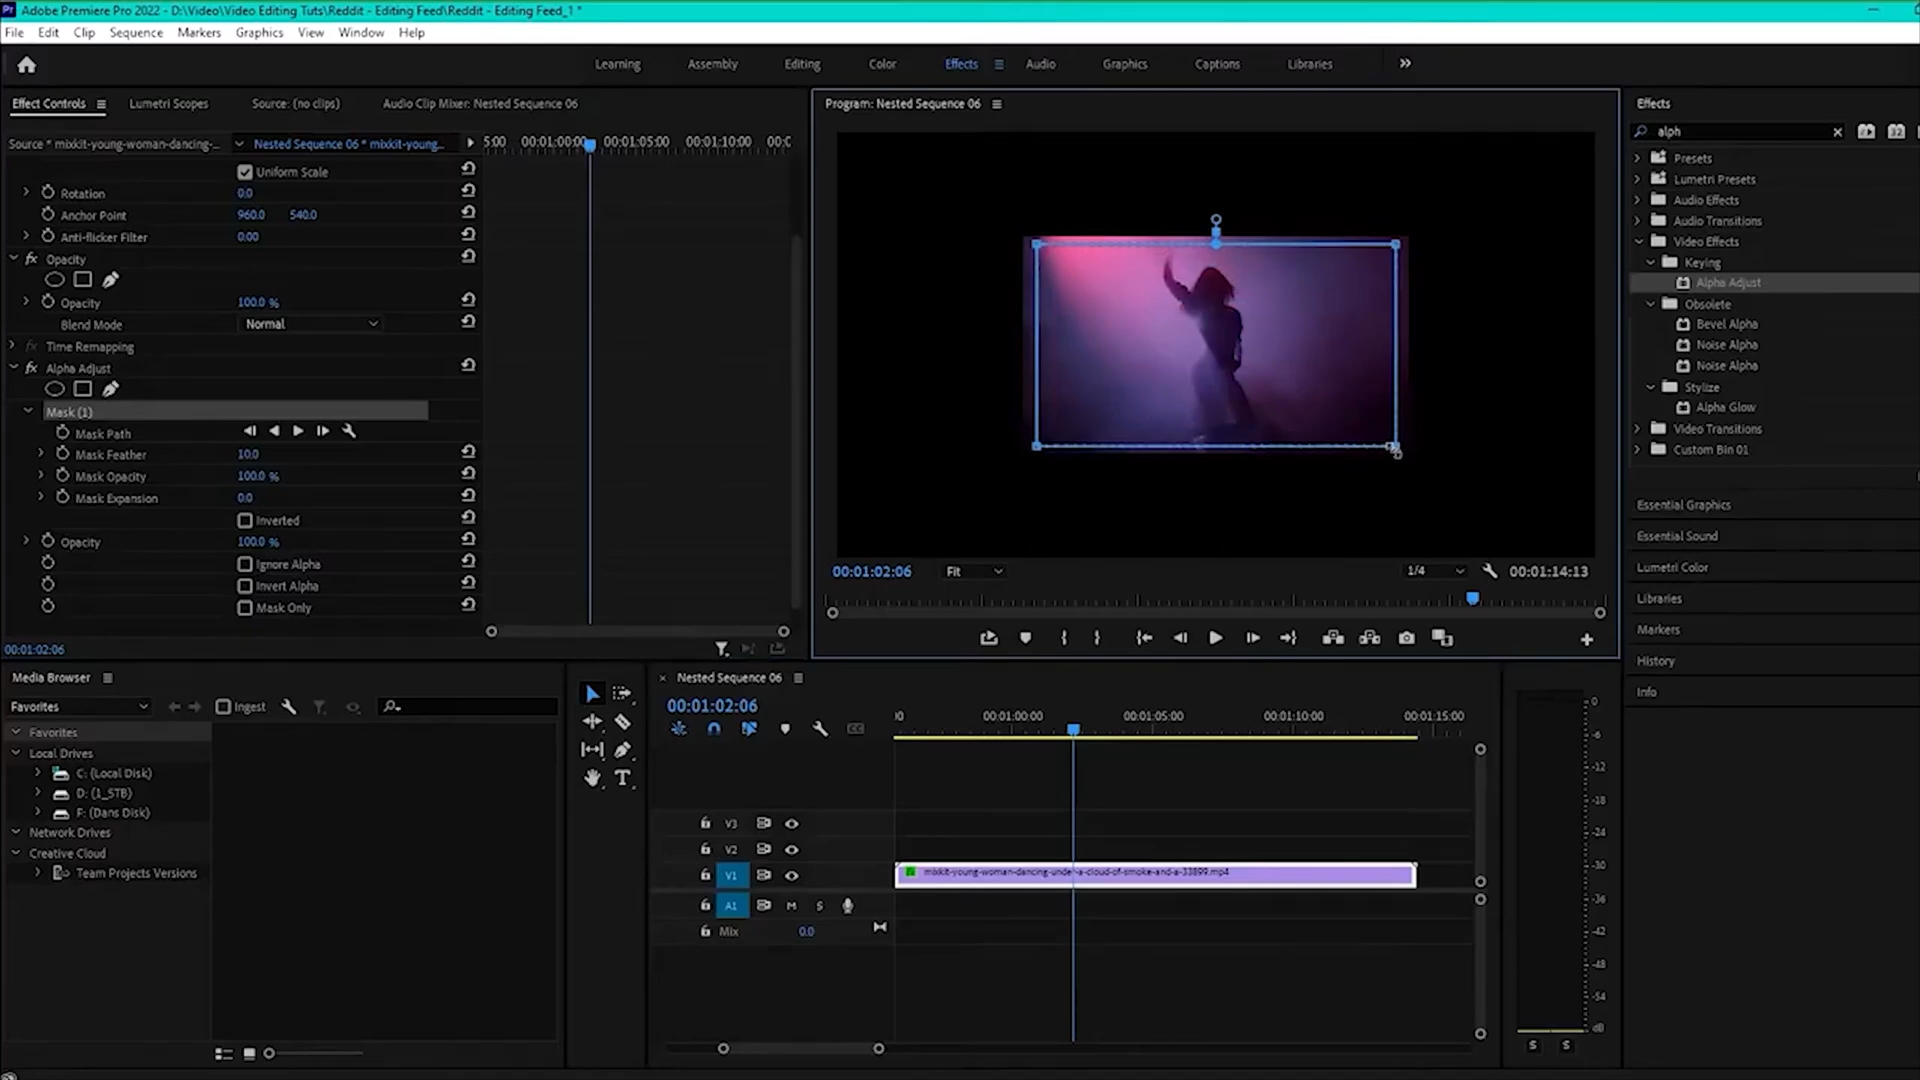 Adobe Premiere Pro 2022 - D:\Video\Video Editing Tuts\Reddit - Editing Feed\Reddit - Editing Feed_1 *
File Edit Clip Sequence Markers Graphics View Window Help
Learning Assembly Editing Color Effects Audio Graphics Captions Libraries
Effect Controls Lumetri Scopes Source: (no clips) Audio Clip Mixer: Nested Sequence 06
Source * mixkit-young-woman-dancing-... Nested Sequence 06 * mixkit-young...
5:00 00:01:00:00 00:01:05:00 00:01:10:00 00:0
Uniform Scale
Rotation 0.0
Anchor Point 960.0 540.0
Anti-flicker Filter 0.00
fx Opacity
Opacity 100.0 %
Blend Mode Normal
fx Time Remapping
fx Alpha Adjust
Mask (1)
Mask Path
Mask Feather 10.0
Mask Opacity 100.0 %
Mask Expansion 0.0
Inverted
Opacity 100.0 %
Ignore Alpha
Invert Alpha
Mask Only
00:01:02:06
Program: Nested Sequence 06
00:01:02:06 Fit 1/4 00:01:14:13
Effects
alph
Presets
Lumetri Presets
Audio Effects
Audio Transitions
Video Effects
Keying
Alpha Adjust
Obsolete
Bevel Alpha
Noise Alpha
Noise Alpha
Stylize
Alpha Glow
Video Transitions
Custom Bin 01
Essential Graphics
Essential Sound
Lumetri Color
Libraries
Markers
History
Info
Media Browser
Favorites Ingest
Favorites
Local Drives
C: (Local Disk)
D: (1_5TB)
F: (Dans Disk)
Network Drives
Creative Cloud
Team Projects Versions
Nested Sequence 06
00:01:02:06
00 00:01:00:00 00:01:05:00 00:01:10:00 00:01:15:00
V3
V2
V1 mixkit-young-woman-dancing-under-a-cloud-of-smoke-and-a-33899.mp4
A1 M S
Mix 0.0
0
-6
-12
-18
-24
-30
-36
-42
-48
-54
dB
S S